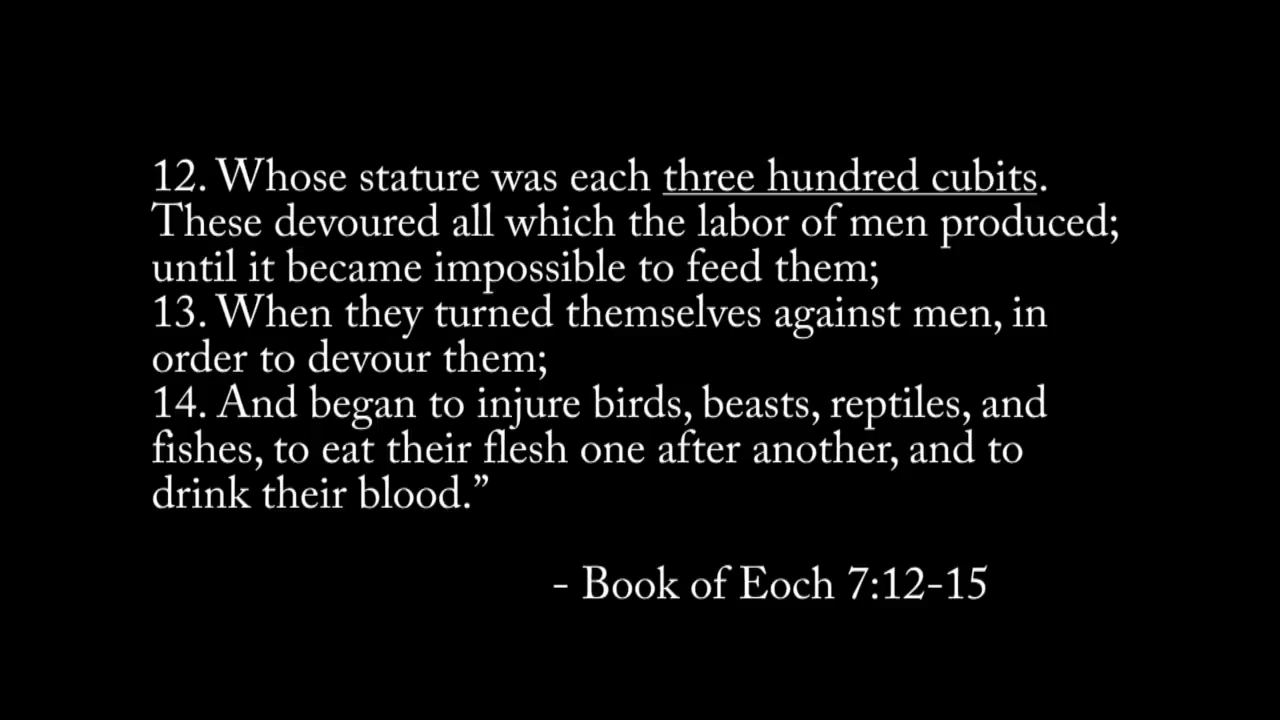 12. Whose stature was each three hundred cubits.
These devoured all which the labor of men produced;
until it became impossible to feed them;
13. When they turned themselves against men, in
order to devour them;
14. And began to injure birds, beasts, reptiles, and
fishes, to eat their flesh one after another, and to
drink their blood.”
- Book of Eoch 7:12-15